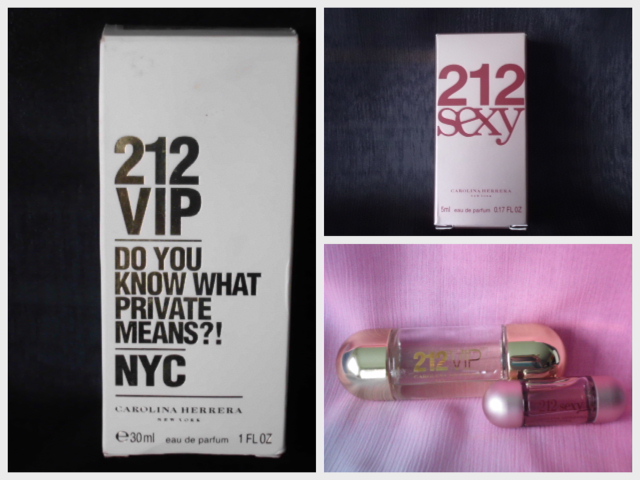 212
VIP
DO YOU
KNOW WHAT
PRIVATE
MEANS?!
NYC
CAROLINA HERRERA
NEW YORK
℮30ml eau de parfum 1 FL OZ
212
sexy
CAROLINA HERRERA
NEW YORK
5ml eau de parfum 0.17 FL.OZ
212 VIP
212 sexy